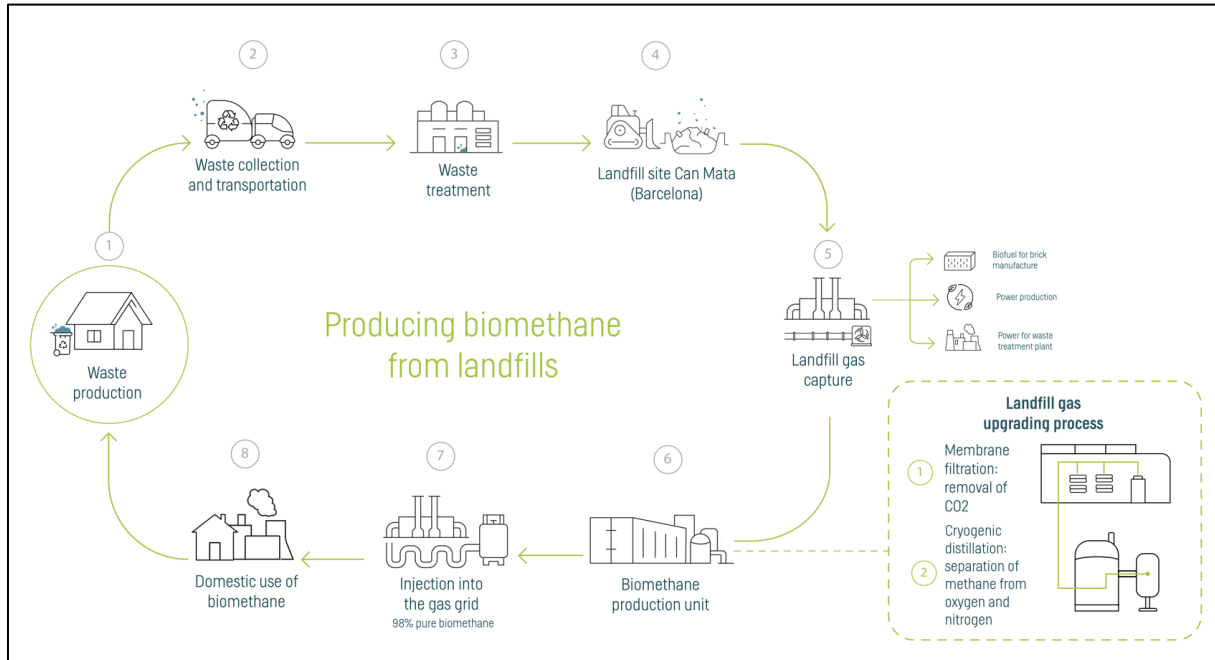 Producing biomethane
from landfills
1
Waste
production
2
Waste collection
and transportation
3
Waste
treatment
4
Landfill site Can Mata
(Barcelona)
5
Landfill gas
capture
Biofuel for brick
manufacture
Power production
Power for waste
treatment plant
6
Biomethane
production unit
Landfill gas
upgrading process
1
Membrane
filtration:
removal of
CO2
2
Cryogenic
distillation:
separation of
methane from
oxygen and
nitrogen
7
Injection into
the gas grid
98% pure biomethane
8
Domestic use of
biomethane